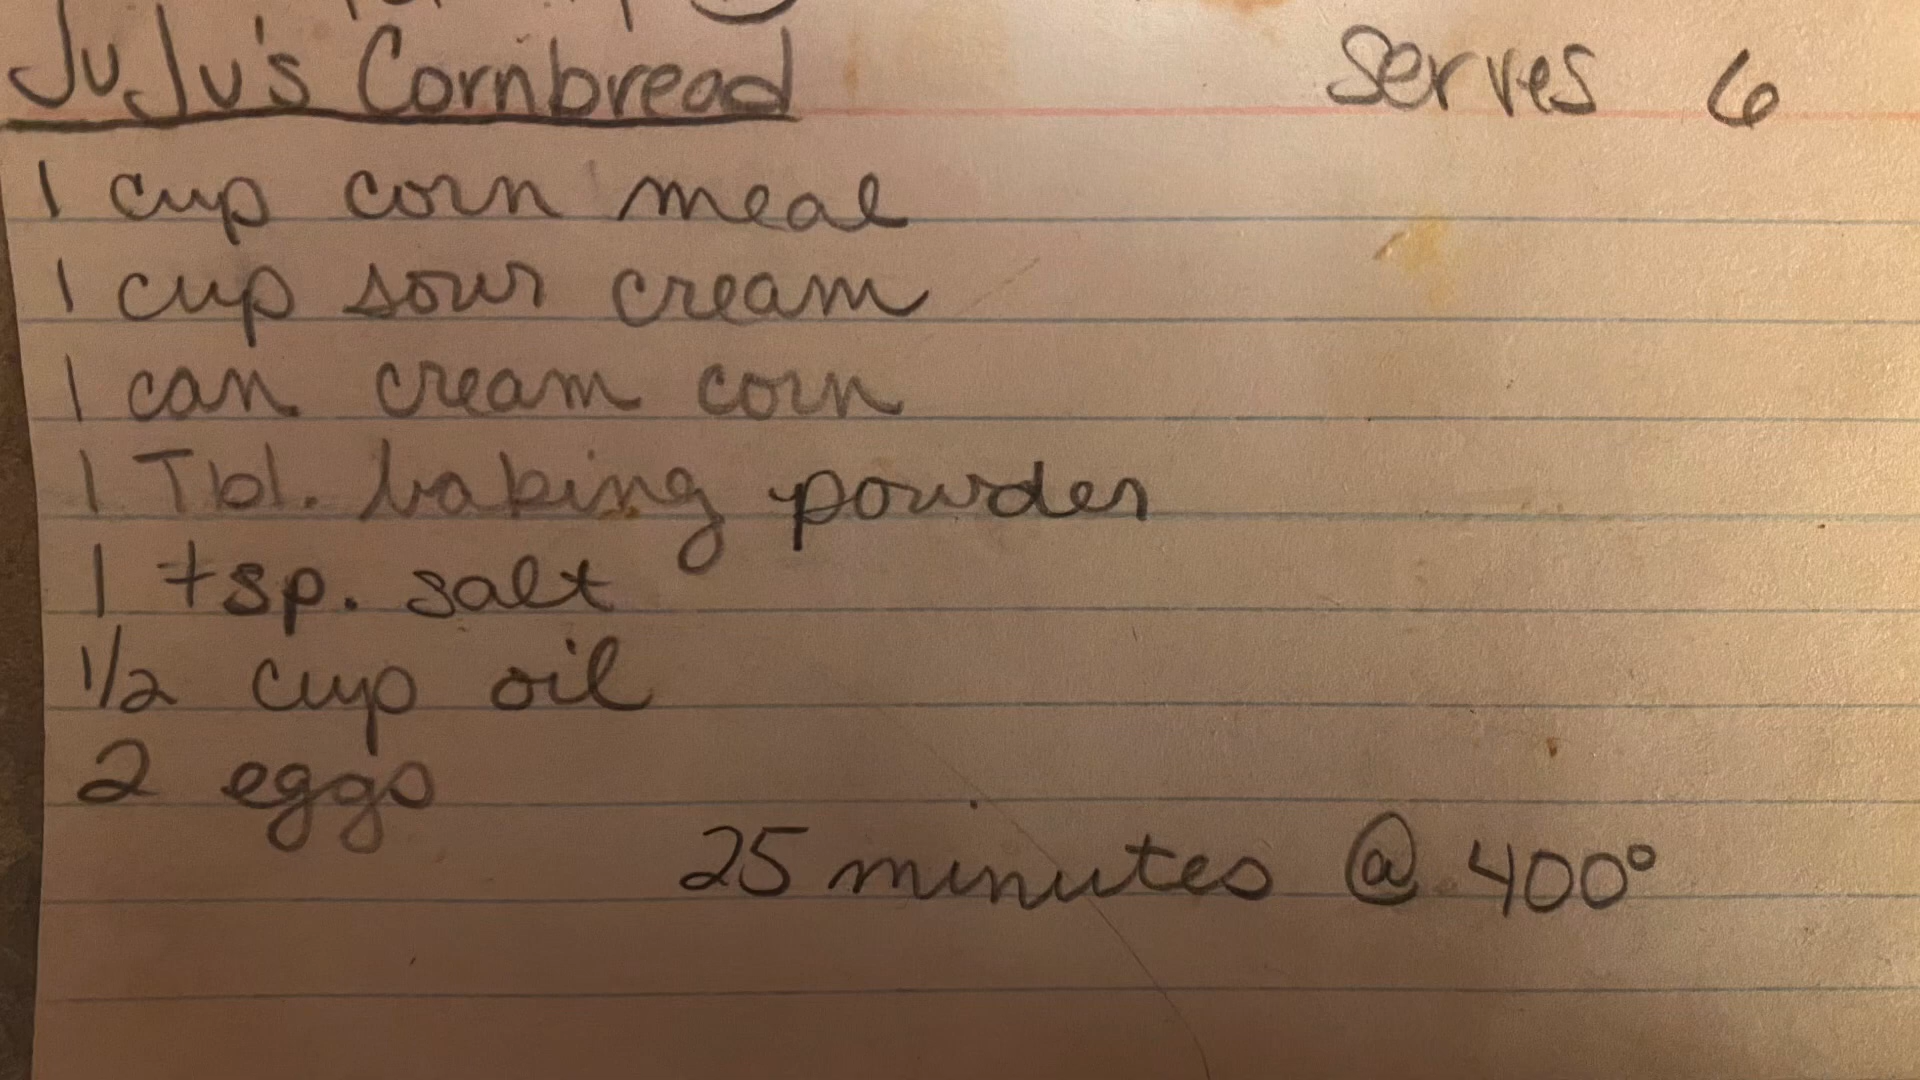 JuJu's Cornbread serves 6
1 cup corn meal
1 cup sour cream
1 can cream corn
1 Tbl. baking powder
1 tsp. salt
1/2 cup oil
2 eggs
25 minutes @ 400°